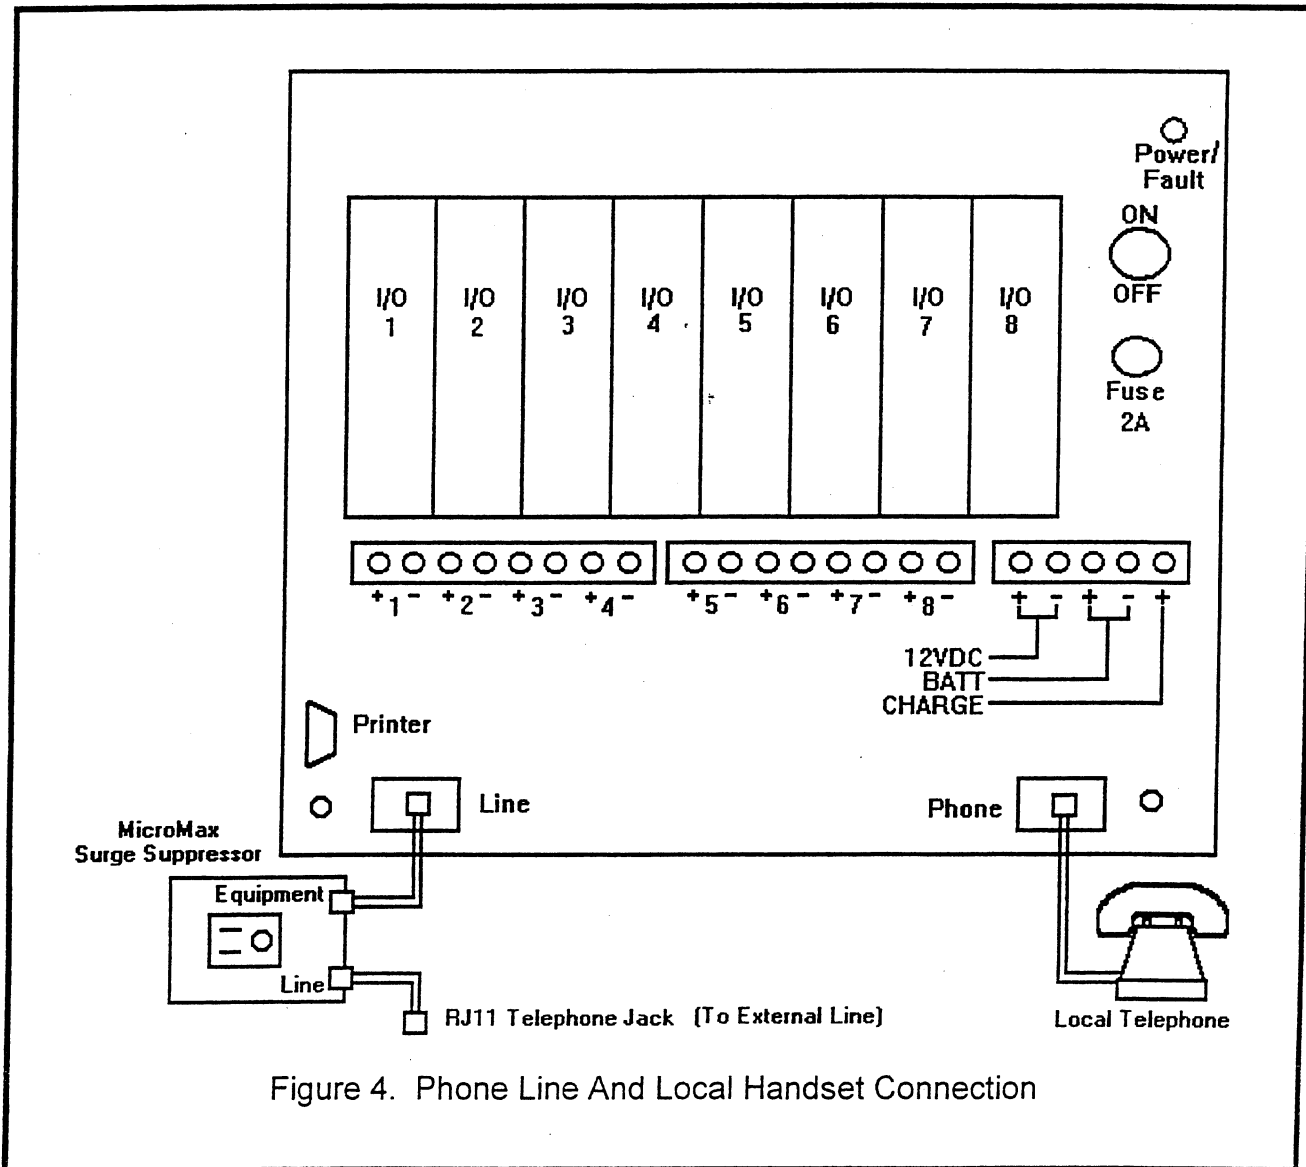 Power/
Fault
ON
OFF
Fuse
2A
I/O I/O I/O I/O I/O I/O I/O I/O
1 2 3 4 5 6 7 8
+ 1 - + 2 - + 3 - + 4 - + 5 - + 6 - + 7 - + 8 - + - + - +
12VDC
BATT
CHARGE
Printer
Line
Phone
MicroMax
Surge Suppressor
Equipment
Line
RJ11 Telephone Jack (To External Line)
Local Telephone
Figure 4. Phone Line And Local Handset Connection